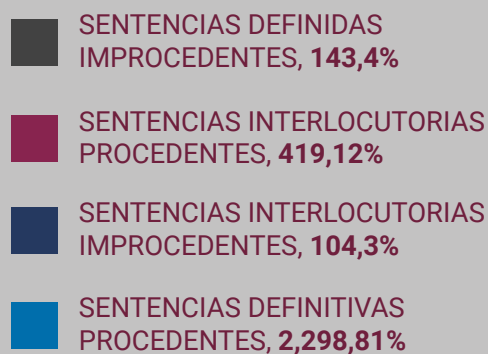 SENTENCIAS DEFINIDAS
IMPROCEDENTES, 143,4%
SENTENCIAS INTERLOCUTORIAS
PROCEDENTES, 419,12%
SENTENCIAS INTERLOCUTORIAS
IMPROCEDENTES, 104,3%
SENTENCIAS DEFINITIVAS
PROCEDENTES, 2,298,81%